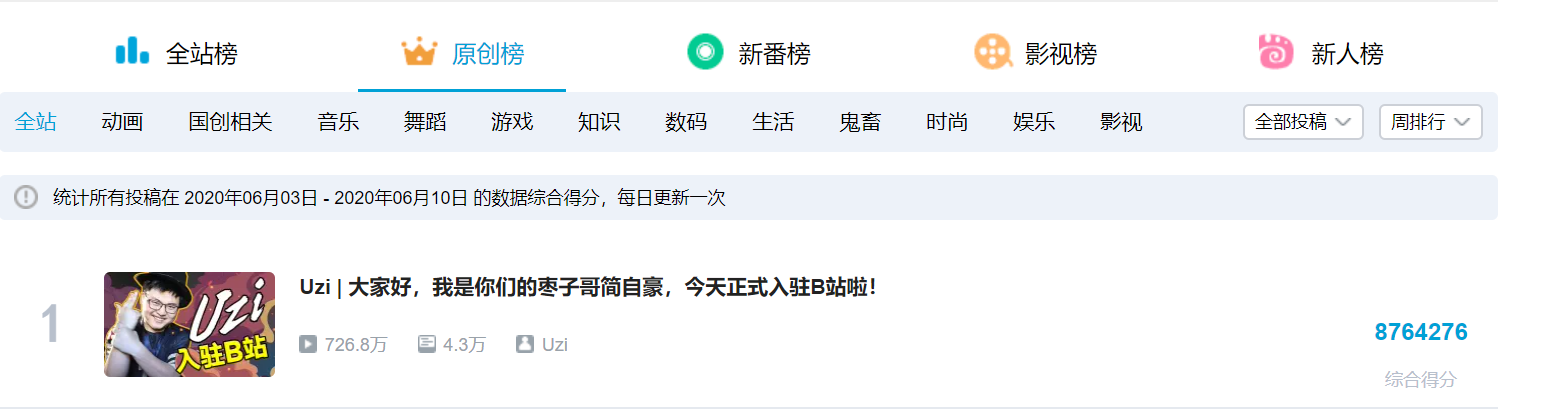 全站榜 原创榜 新番榜 影视榜 新人榜
全站 动画 国创相关 音乐 舞蹈 游戏 知识 数码 生活 鬼畜 时尚 娱乐 影视 全部投稿 周排行
统计所有投稿在 2020年06月03日 - 2020年06月10日 的数据综合得分，每日更新一次
1
Uzi
入驻B站
Uzi | 大家好，我是你们的枣子哥简自豪，今天正式入驻B站啦！
726.8万 4.3万 Uzi
8764276
综合得分